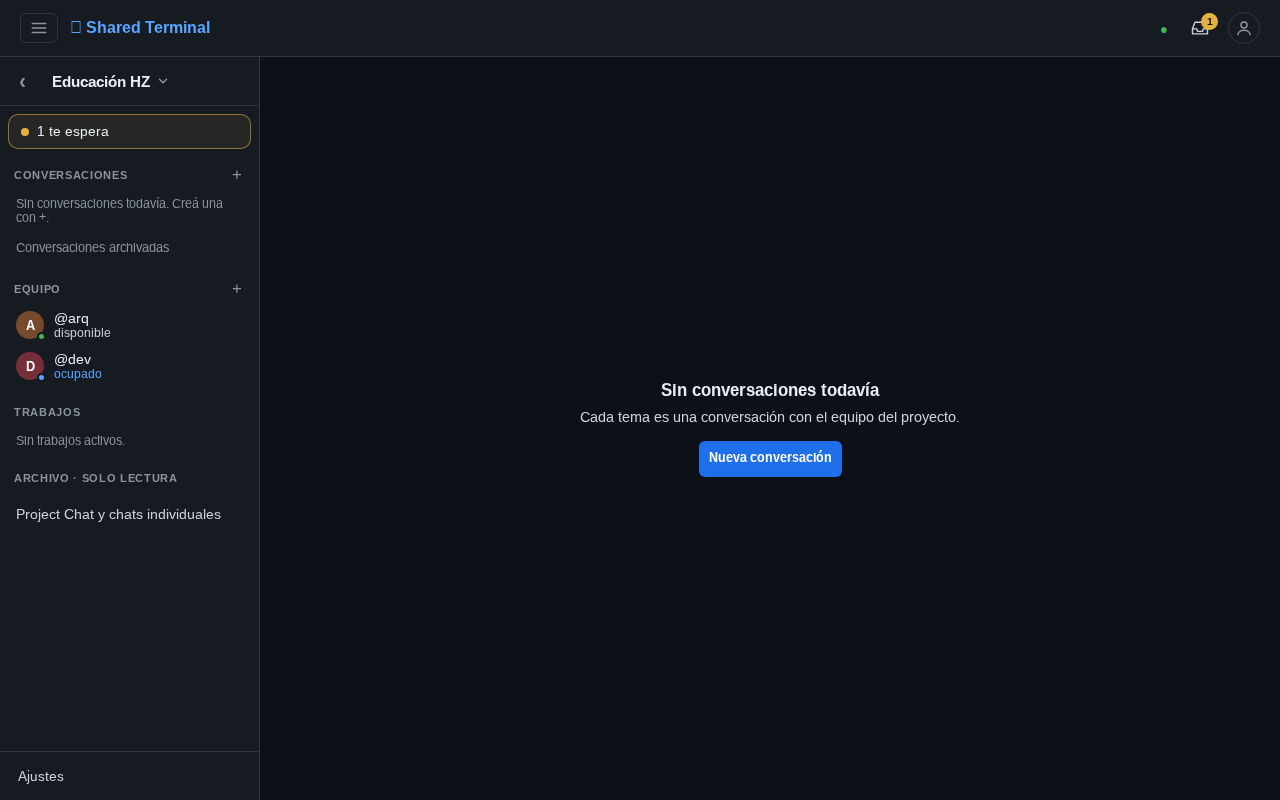 Shared Terminal
1
Educación HZ
1 te espera
CONVERSACIONES +
Sin conversaciones todavía. Creá una
con +.
Conversaciones archivadas
EQUIPO +
A @arq
disponible
D @dev
ocupado
TRABAJOS
Sin trabajos activos.
ARCHIVO · SOLO LECTURA
Project Chat y chats individuales
Ajustes
Sin conversaciones todavía
Cada tema es una conversación con el equipo del proyecto.
Nueva conversación